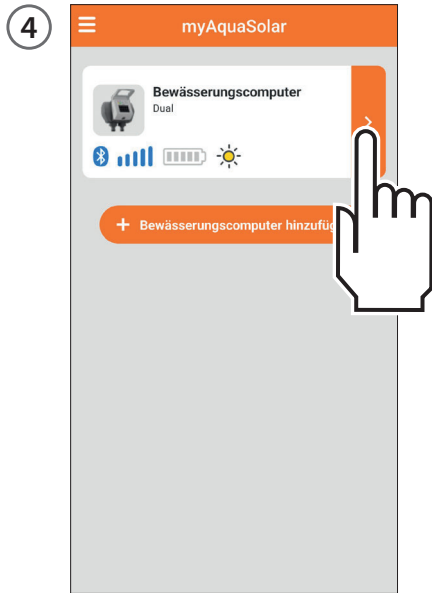 4
myAquaSolar
Bewässerungscomputer
Dual
+ Bewässerungscomputer hinzufüg